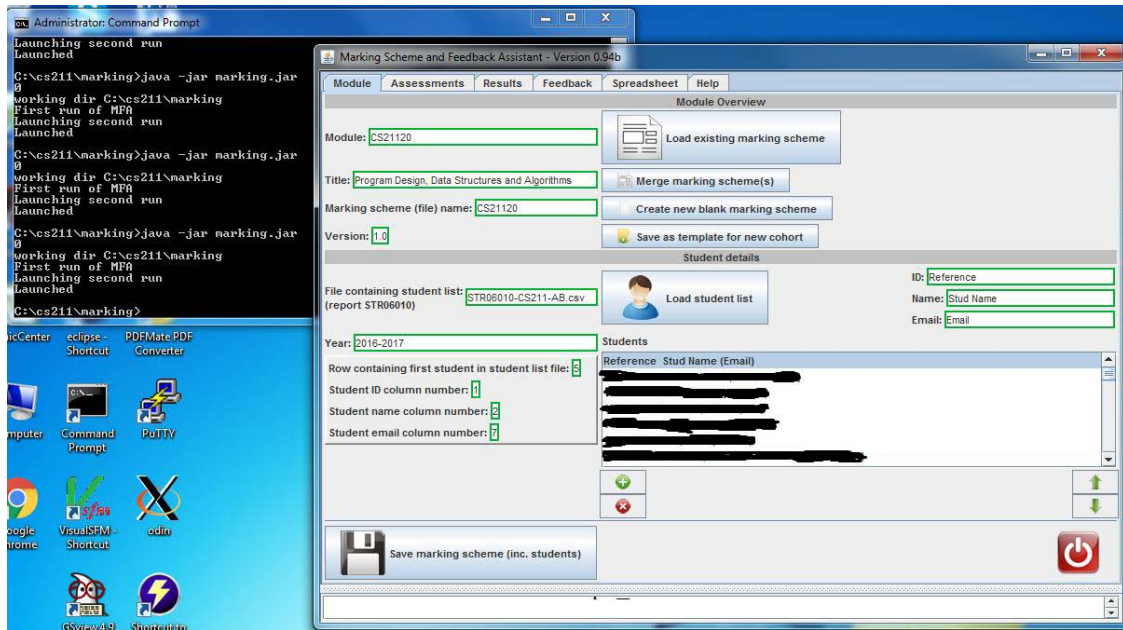 Administrator: Command Prompt
Launching second run
Launched
C:\cs211\marking>java -jar marking.jar
0
working dir C:\cs211\marking
First run of MFA
Launching second run
Launched
C:\cs211\marking>java -jar marking.jar
0
working dir C:\cs211\marking
First run of MFA
Launching second run
Launched
C:\cs211\marking>java -jar marking.jar
0
working dir C:\cs211\marking
First run of MFA
Launching second run
Launched
C:\cs211\marking>
Marking Scheme and Feedback Assistant - Version 0.94b
Module Assessments Results Feedback Spreadsheet Help
Module Overview
Module: CS21120
Load existing marking scheme
Title: Program Design, Data Structures and Algorithms
Merge marking scheme(s)
Marking scheme (file) name: CS21120
Create new blank marking scheme
Version: 1.0
Save as template for new cohort
Student details
File containing student list: STR06010-CS211-AB.csv
(report STR06010)
Load student list
ID: Reference
Name: Stud Name
Email: Email
Year: 2016-2017
Students
Reference Stud Name (Email)
Row containing first student in student list file: 5
Student ID column number: 1
Student name column number: 2
Student email column number: 7
Save marking scheme (inc. students)
eclipse -
Shortcut
PDFMate PDF
Converter
C:\_
Command
Prompt
PuTTY
sfm
VisualSFM -
Shortcut
odin
GSview 4.9
Shortcut to